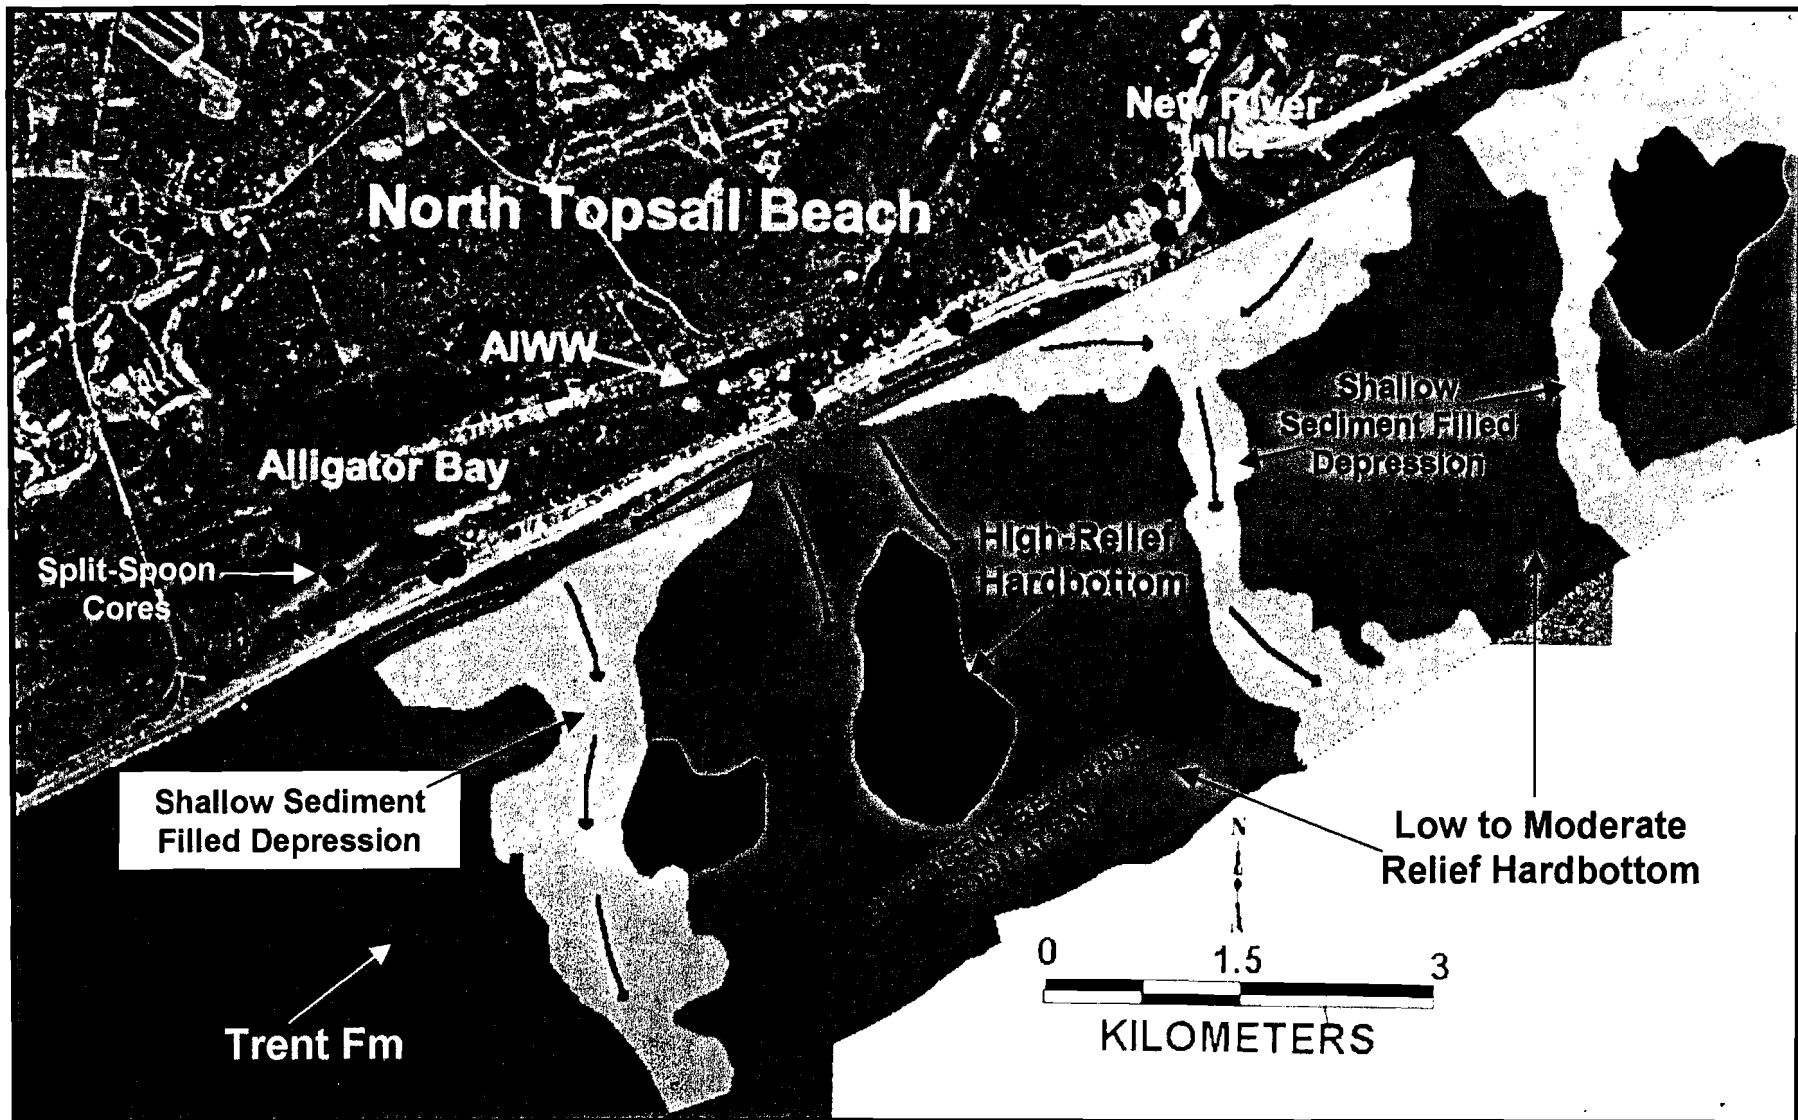 New River
Inlet
North Topsail Beach
AIWW
Shallow
Sediment Filled
Depression
Alligator Bay
High-Relief
Hardbottom
Split-Spoon
Cores
Shallow Sediment
Filled Depression
Low to Moderate
Relief Hardbottom
N
0 1.5 3
KILOMETERS
Trent Fm